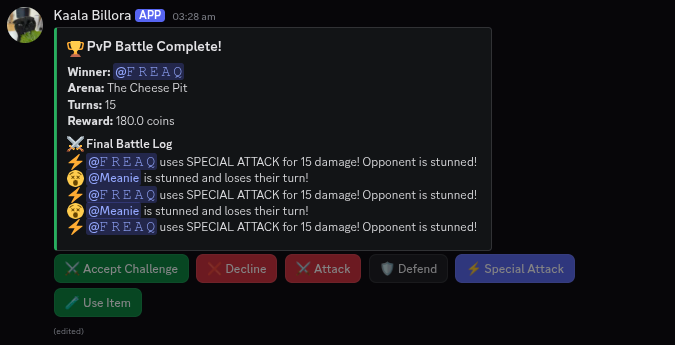 Kaala Billora APP 03:28 am
🏆 PvP Battle Complete!
Winner: @𝙵 𝚁 𝙴 𝙰 𝚀
Arena: The Cheese Pit
Turns: 15
Reward: 180.0 coins
⚔️ Final Battle Log
⚡ @𝙵 𝚁 𝙴 𝙰 𝚀 uses SPECIAL ATTACK for 15 damage! Opponent is stunned!
😵 @Meanie is stunned and loses their turn!
⚡ @𝙵 𝚁 𝙴 𝙰 𝚀 uses SPECIAL ATTACK for 15 damage! Opponent is stunned!
😵 @Meanie is stunned and loses their turn!
⚡ @𝙵 𝚁 𝙴 𝙰 𝚀 uses SPECIAL ATTACK for 15 damage! Opponent is stunned!
⚔️ Accept Challenge ❌ Decline ⚔️ Attack 🛡️ Defend ⚡ Special Attack
🧪 Use Item
(edited)